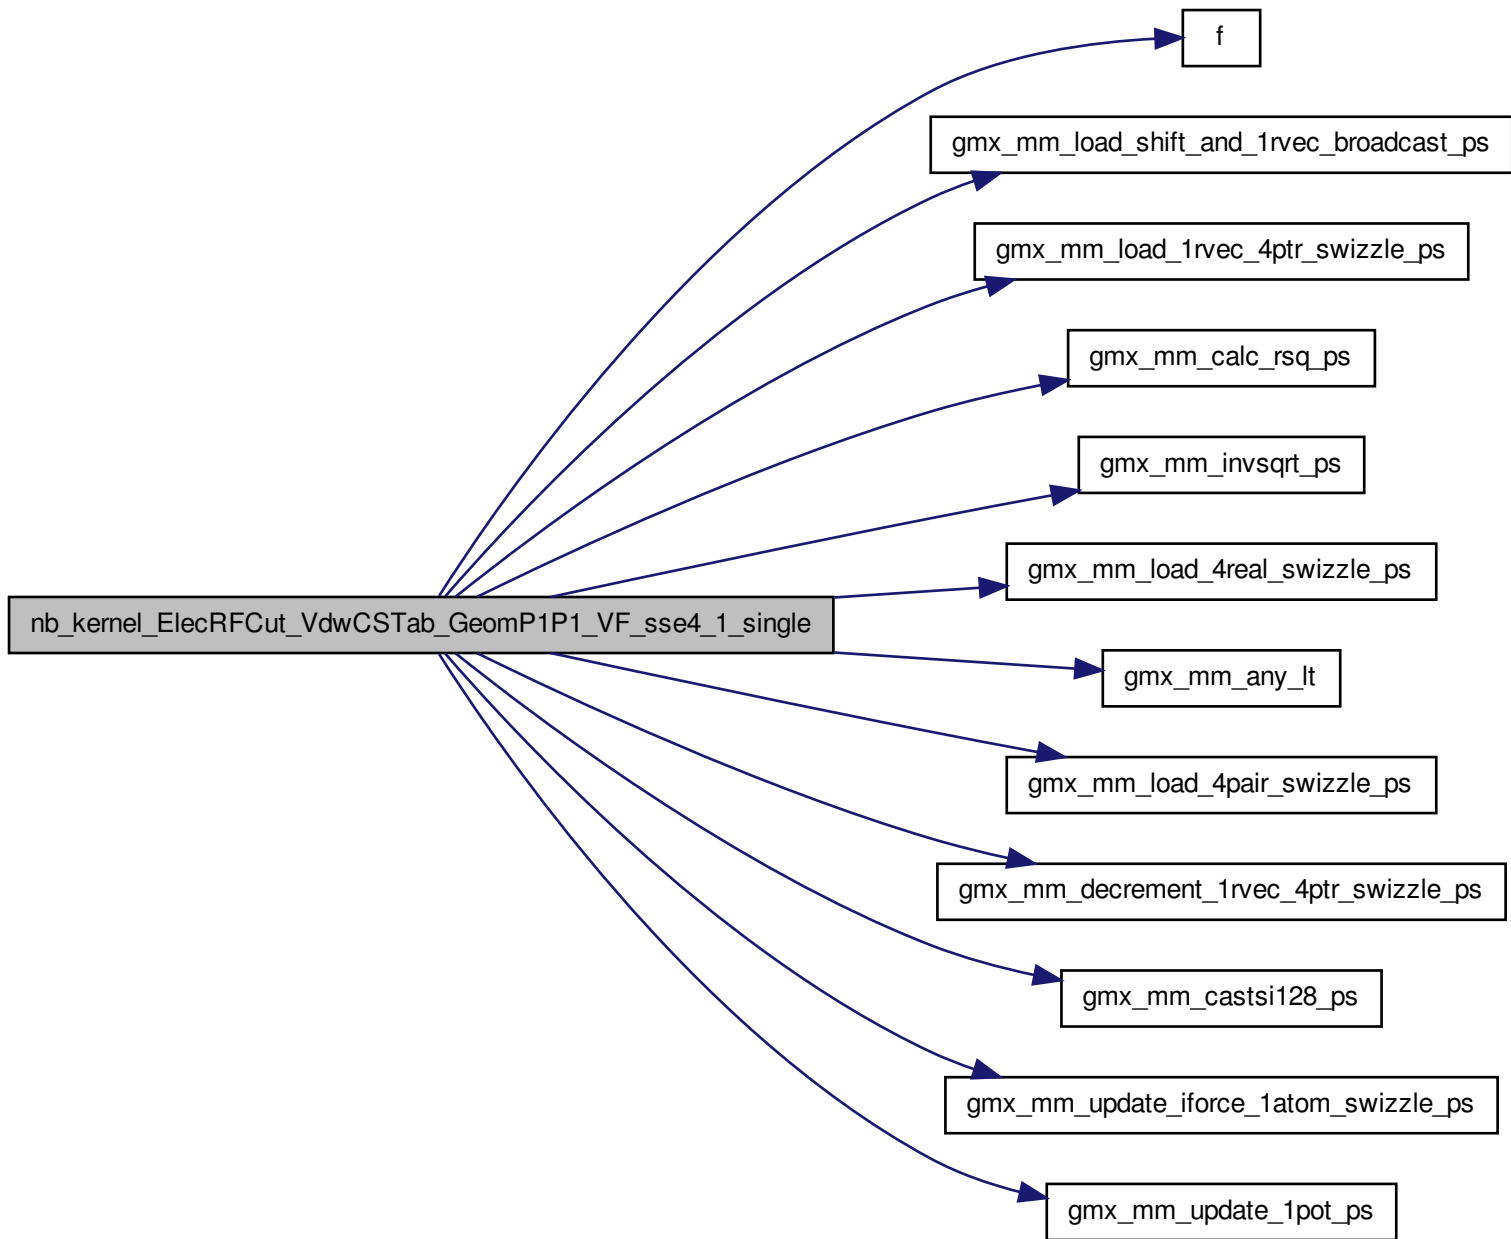 f
gmx_mm_load_shift_and_1rvec_broadcast_ps
gmx_mm_load_1rvec_4ptr_swizzle_ps
gmx_mm_calc_rsq_ps
gmx_mm_invsqrt_ps
gmx_mm_load_4real_swizzle_ps
nb_kernel_ElecRFCut_VdwCSTab_GeomP1P1_VF_sse4_1_single
gmx_mm_any_lt
gmx_mm_load_4pair_swizzle_ps
gmx_mm_decrement_1rvec_4ptr_swizzle_ps
gmx_mm_castsi128_ps
gmx_mm_update_iforce_1atom_swizzle_ps
gmx_mm_update_1pot_ps